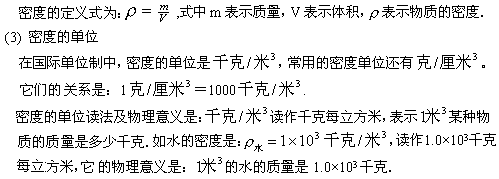 密度的定义式为: ρ = m/V ,式中 m 表示质量，V 表示体积，ρ 表示物质的密度.
(3) 密度的单位
在国际单位制中，密度的单位是 千克/米³，常用的密度单位还有 克/厘米³。
它们的关系是：1克/厘米³＝1000千克/米³.
密度的单位读法及物理意义是：千克/米³读作千克每立方米，表示1米³某种物
质的质量是多少千克．如水的密度是：ρ水＝1×10³ 千克/米³，读作1.0×10³千克
每立方米，它 的物理意义是： 1米³的水的质量是 1.0×10³千克．